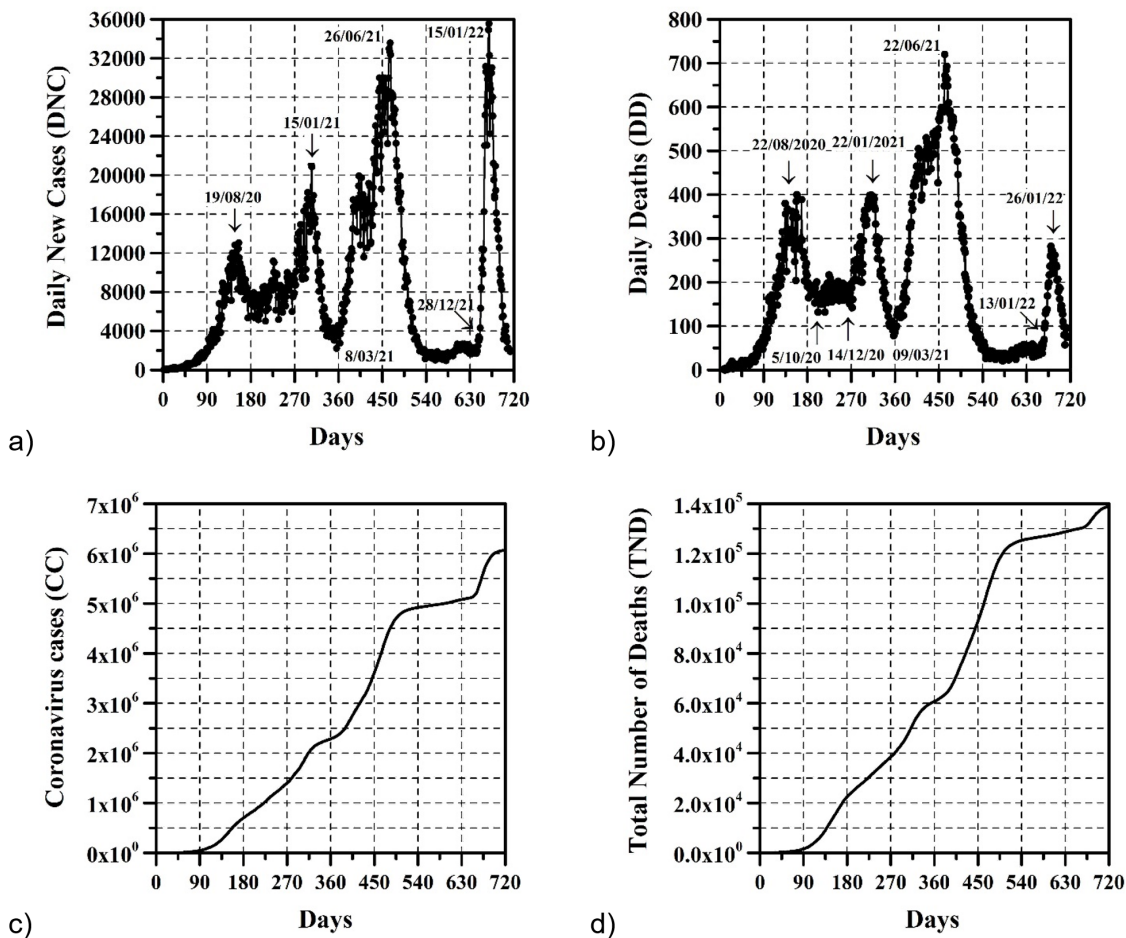 Daily New Cases (DNC)
36000
32000
28000
24000
20000
16000
12000
8000
4000
0
26/06/21
15/01/22
15/01/21
19/08/20
28/12/21
8/03/21
0 90 180 270 360 450 540 630 720
Days
a)
Daily Deaths (DD)
800
700
600
500
400
300
200
100
0
22/06/21
22/08/2020
22/01/2021
26/01/22
13/01/22
5/10/20
14/12/20
09/03/21
0 90 180 270 360 450 540 630 720
Days
b)
Coronavirus cases (CC)
7x10⁶
6x10⁶
5x10⁶
4x10⁶
3x10⁶
2x10⁶
1x10⁶
0x10⁰
0 90 180 270 360 450 540 630 720
Days
c)
Total Number of Deaths (TND)
1.4x10⁵
1.2x10⁵
1.0x10⁵
8.0x10⁴
6.0x10⁴
4.0x10⁴
2.0x10⁴
0.0x10⁰
0 90 180 270 360 450 540 630 720
Days
d)